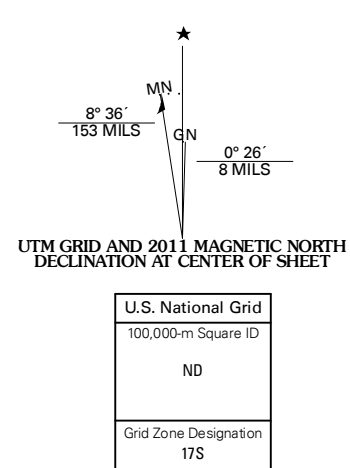 ★
MN
8° 36´
153 MILS
GN
0° 26´
8 MILS
UTM GRID AND 2011 MAGNETIC NORTH
DECLINATION AT CENTER OF SHEET
U.S. National Grid
100,000-m Square ID
ND
Grid Zone Designation
17S